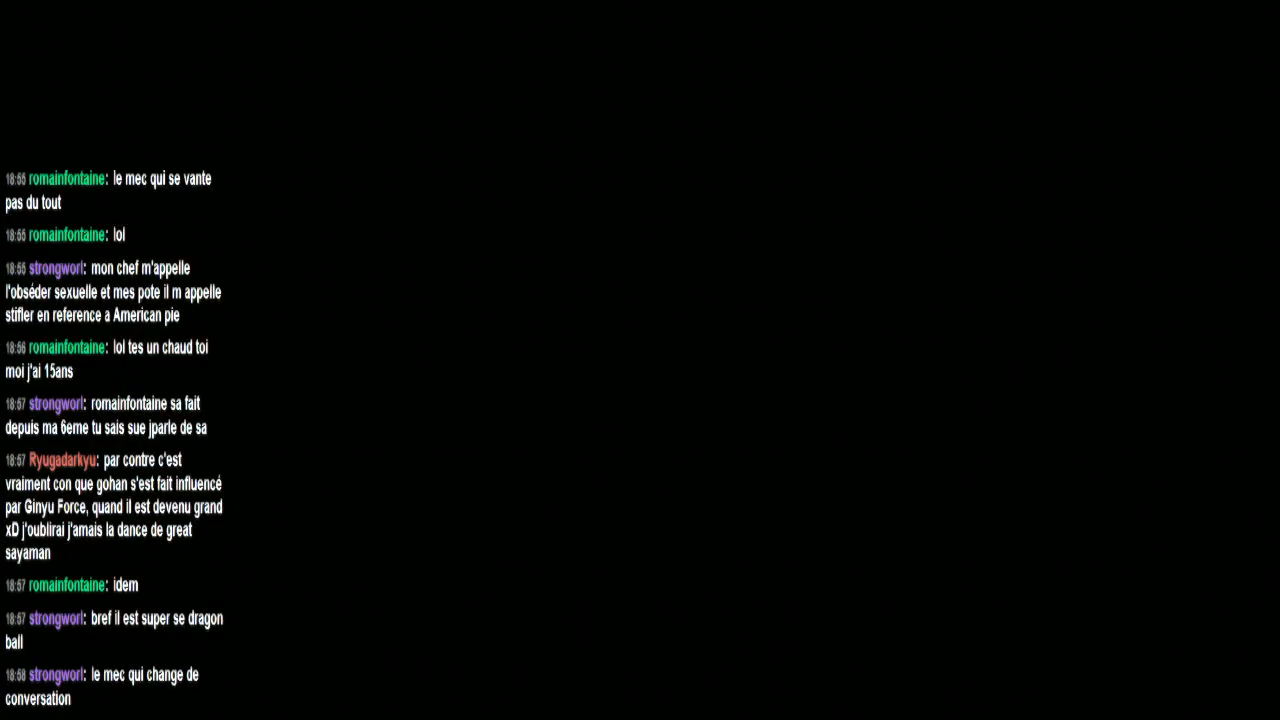 18:55 romainfontaine: le mec qui se vante
pas du tout
18:55 romainfontaine: lol
18:55 strongworl: mon chef m'appelle
l'obséder sexuelle et mes pote il m appelle
stifler en reference a American pie
18:56 romainfontaine: lol tes un chaud toi
moi j'ai 15ans
18:57 strongworl: romainfontaine sa fait
depuis ma 6eme tu sais sue jparle de sa
18:57 Ryugadarkyu: par contre c'est
vraiment con que gohan s'est fait influencé
par Ginyu Force, quand il est devenu grand
xD j'oublirai j'amais la dance de great
sayaman
18:57 romainfontaine: idem
18:57 strongworl: bref il est super se dragon
ball
18:58 strongworl: le mec qui change de
conversation